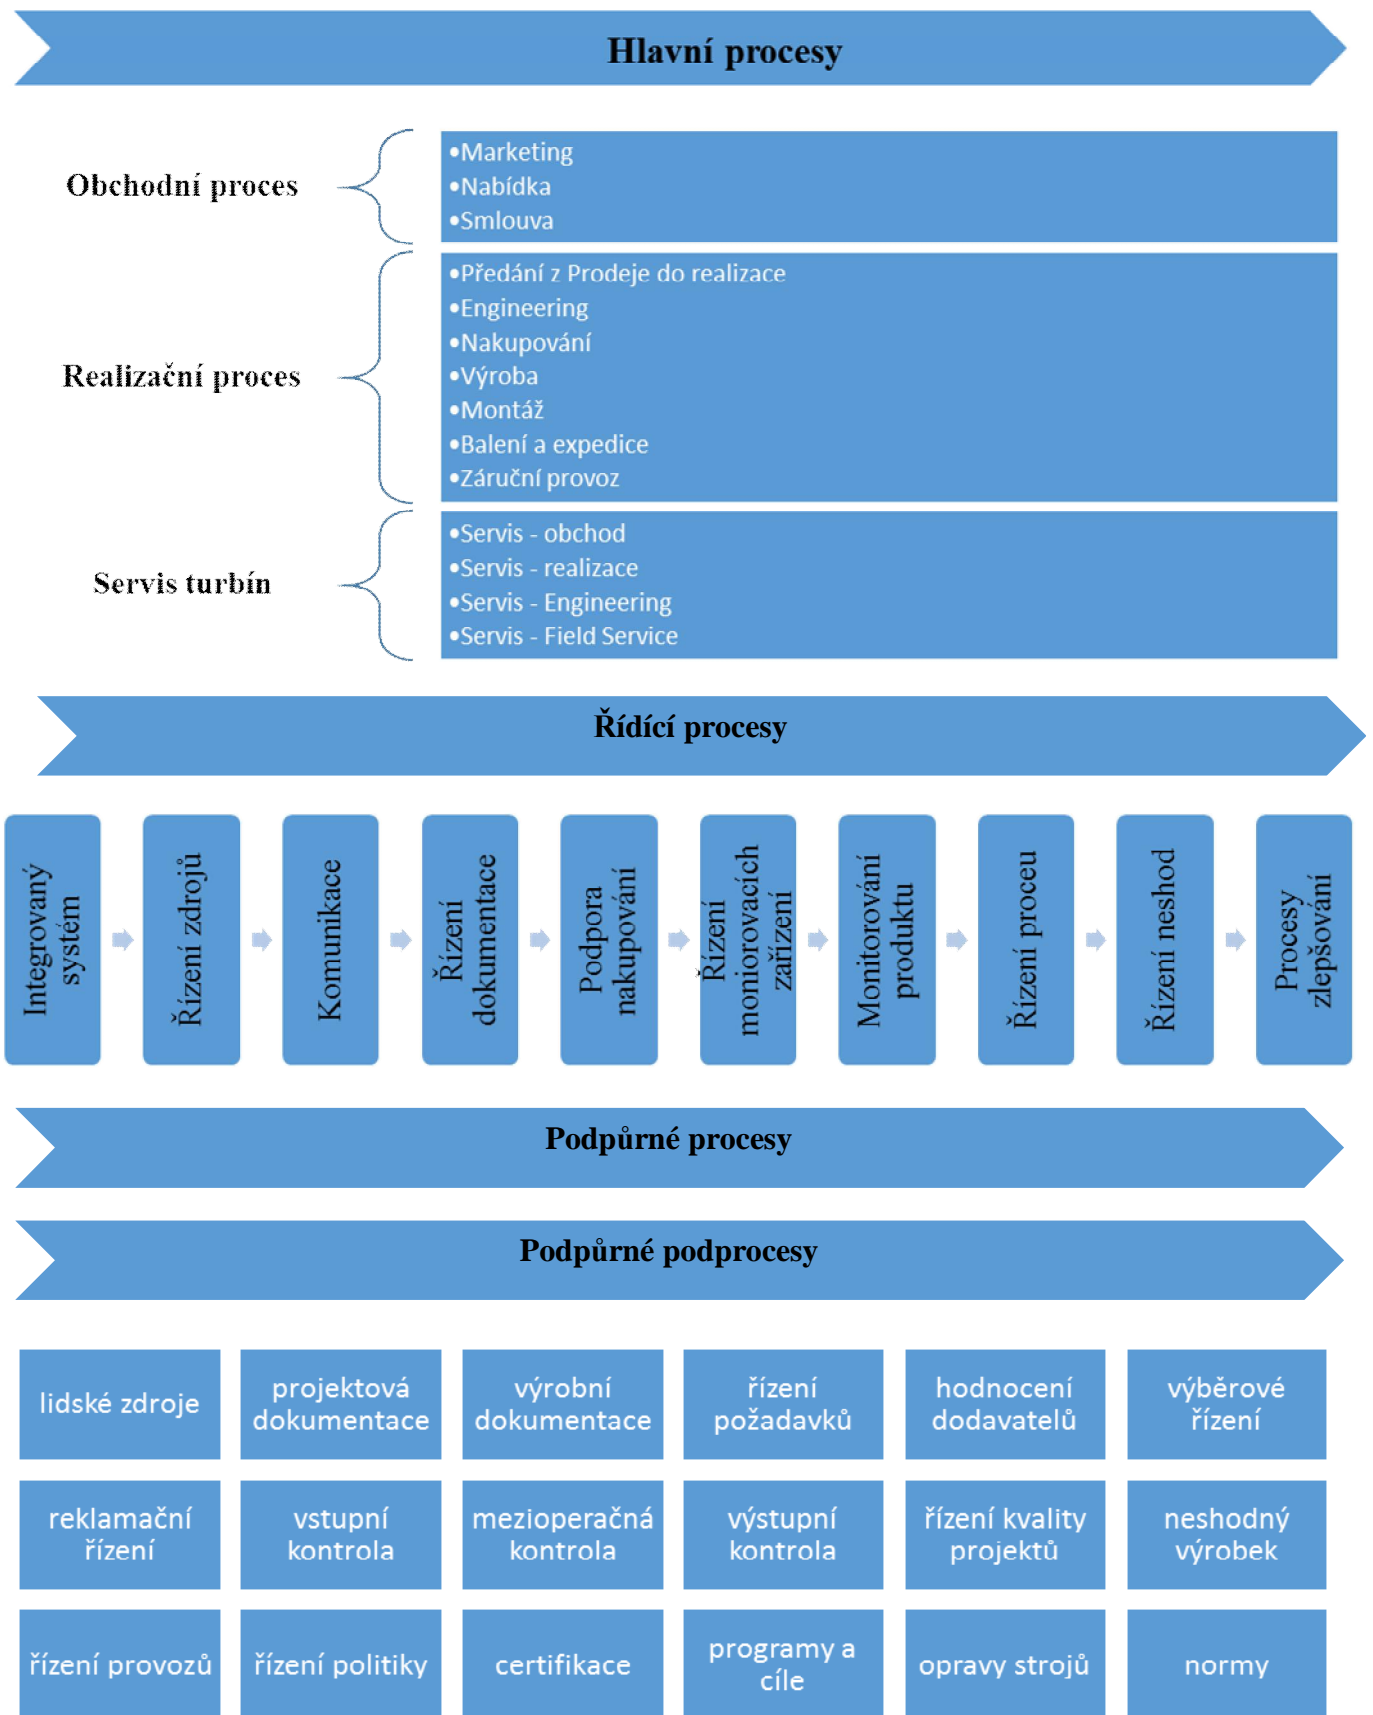 Hlavní procesy
Obchodní proces
•Marketing
•Nabídka
•Smlouva
Realizační proces
•Předání z Prodeje do realizace
•Engineering
•Nakupování
•Výroba
•Montáž
•Balení a expedice
•Záruční provoz
Servis turbín
•Servis - obchod
•Servis - realizace
•Servis - Engineering
•Servis - Field Service
Řídící procesy
Integrovaný
systém
Řízení zdrojů
Komunikace
Řízení
dokumentace
Podpora
nakupování
Řízení
moniorovacích
zařízení
Monitorování
produktu
Řízení proceu
Řízení neshod
Procesy
zlepšování
Podpůrné procesy
Podpůrné podprocesy
lidské zdroje
projektová
dokumentace
výrobní
dokumentace
řízení
požadavků
hodnocení
dodavatelů
výběrové
řízení
reklamační
řízení
vstupní
kontrola
mezioperačná
kontrola
výstupní
kontrola
řízení kvality
projektů
neshodný
výrobek
řízení provozů
řízení politiky
certifikace
programy a
cíle
opravy strojů
normy